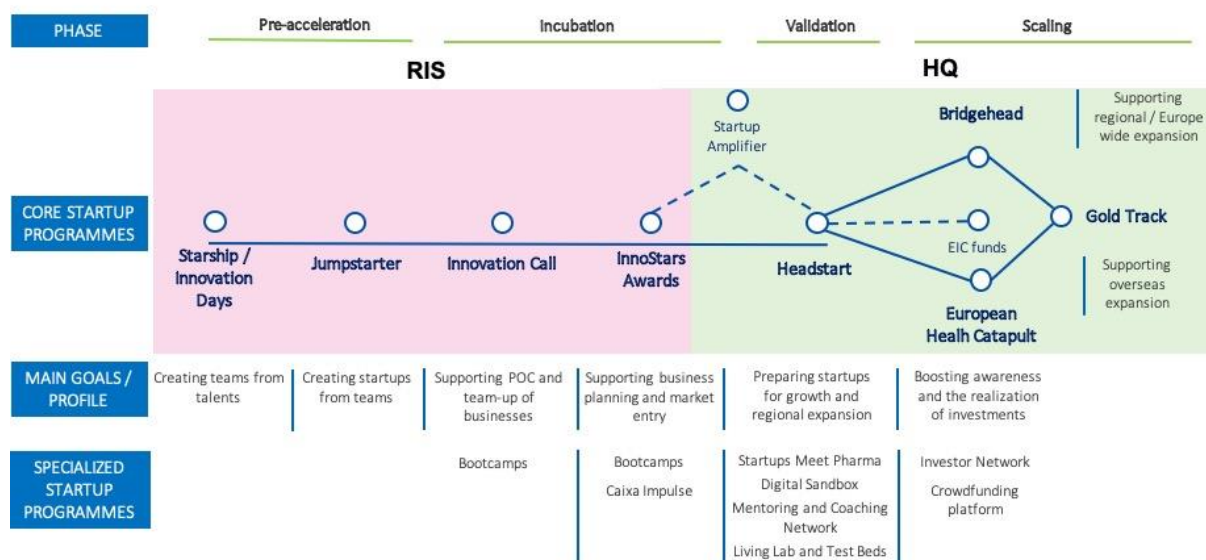 PHASE
Pre-acceleration
Incubation
Validation
Scaling
RIS
HQ
CORE STARTUP
PROGRAMMES
Starship /
Innovation
Days
Jumpstarter
Innovation Call
InnoStars
Awards
Startup
Amplifier
Headstart
Bridgehead
EIC funds
European
Healh Catapult
Gold Track
Supporting
regional / Europe
wide expansion
Supporting
overseas
expansion
MAIN GOALS /
PROFILE
Creating teams from
talents
Creating startups
from teams
Supporting POC and
team-up of
businesses
Supporting business
planning and market
entry
Preparing startups
for growth and
regional expansion
Boosting awareness
and the realization
of investments
SPECIALIZED
STARTUP
PROGRAMMES
Bootcamps
Bootcamps
Caixa Impulse
Startups Meet Pharma
Digital Sandbox
Mentoring and Coaching
Network
Living Lab and Test Beds
Investor Network
Crowdfunding
platform